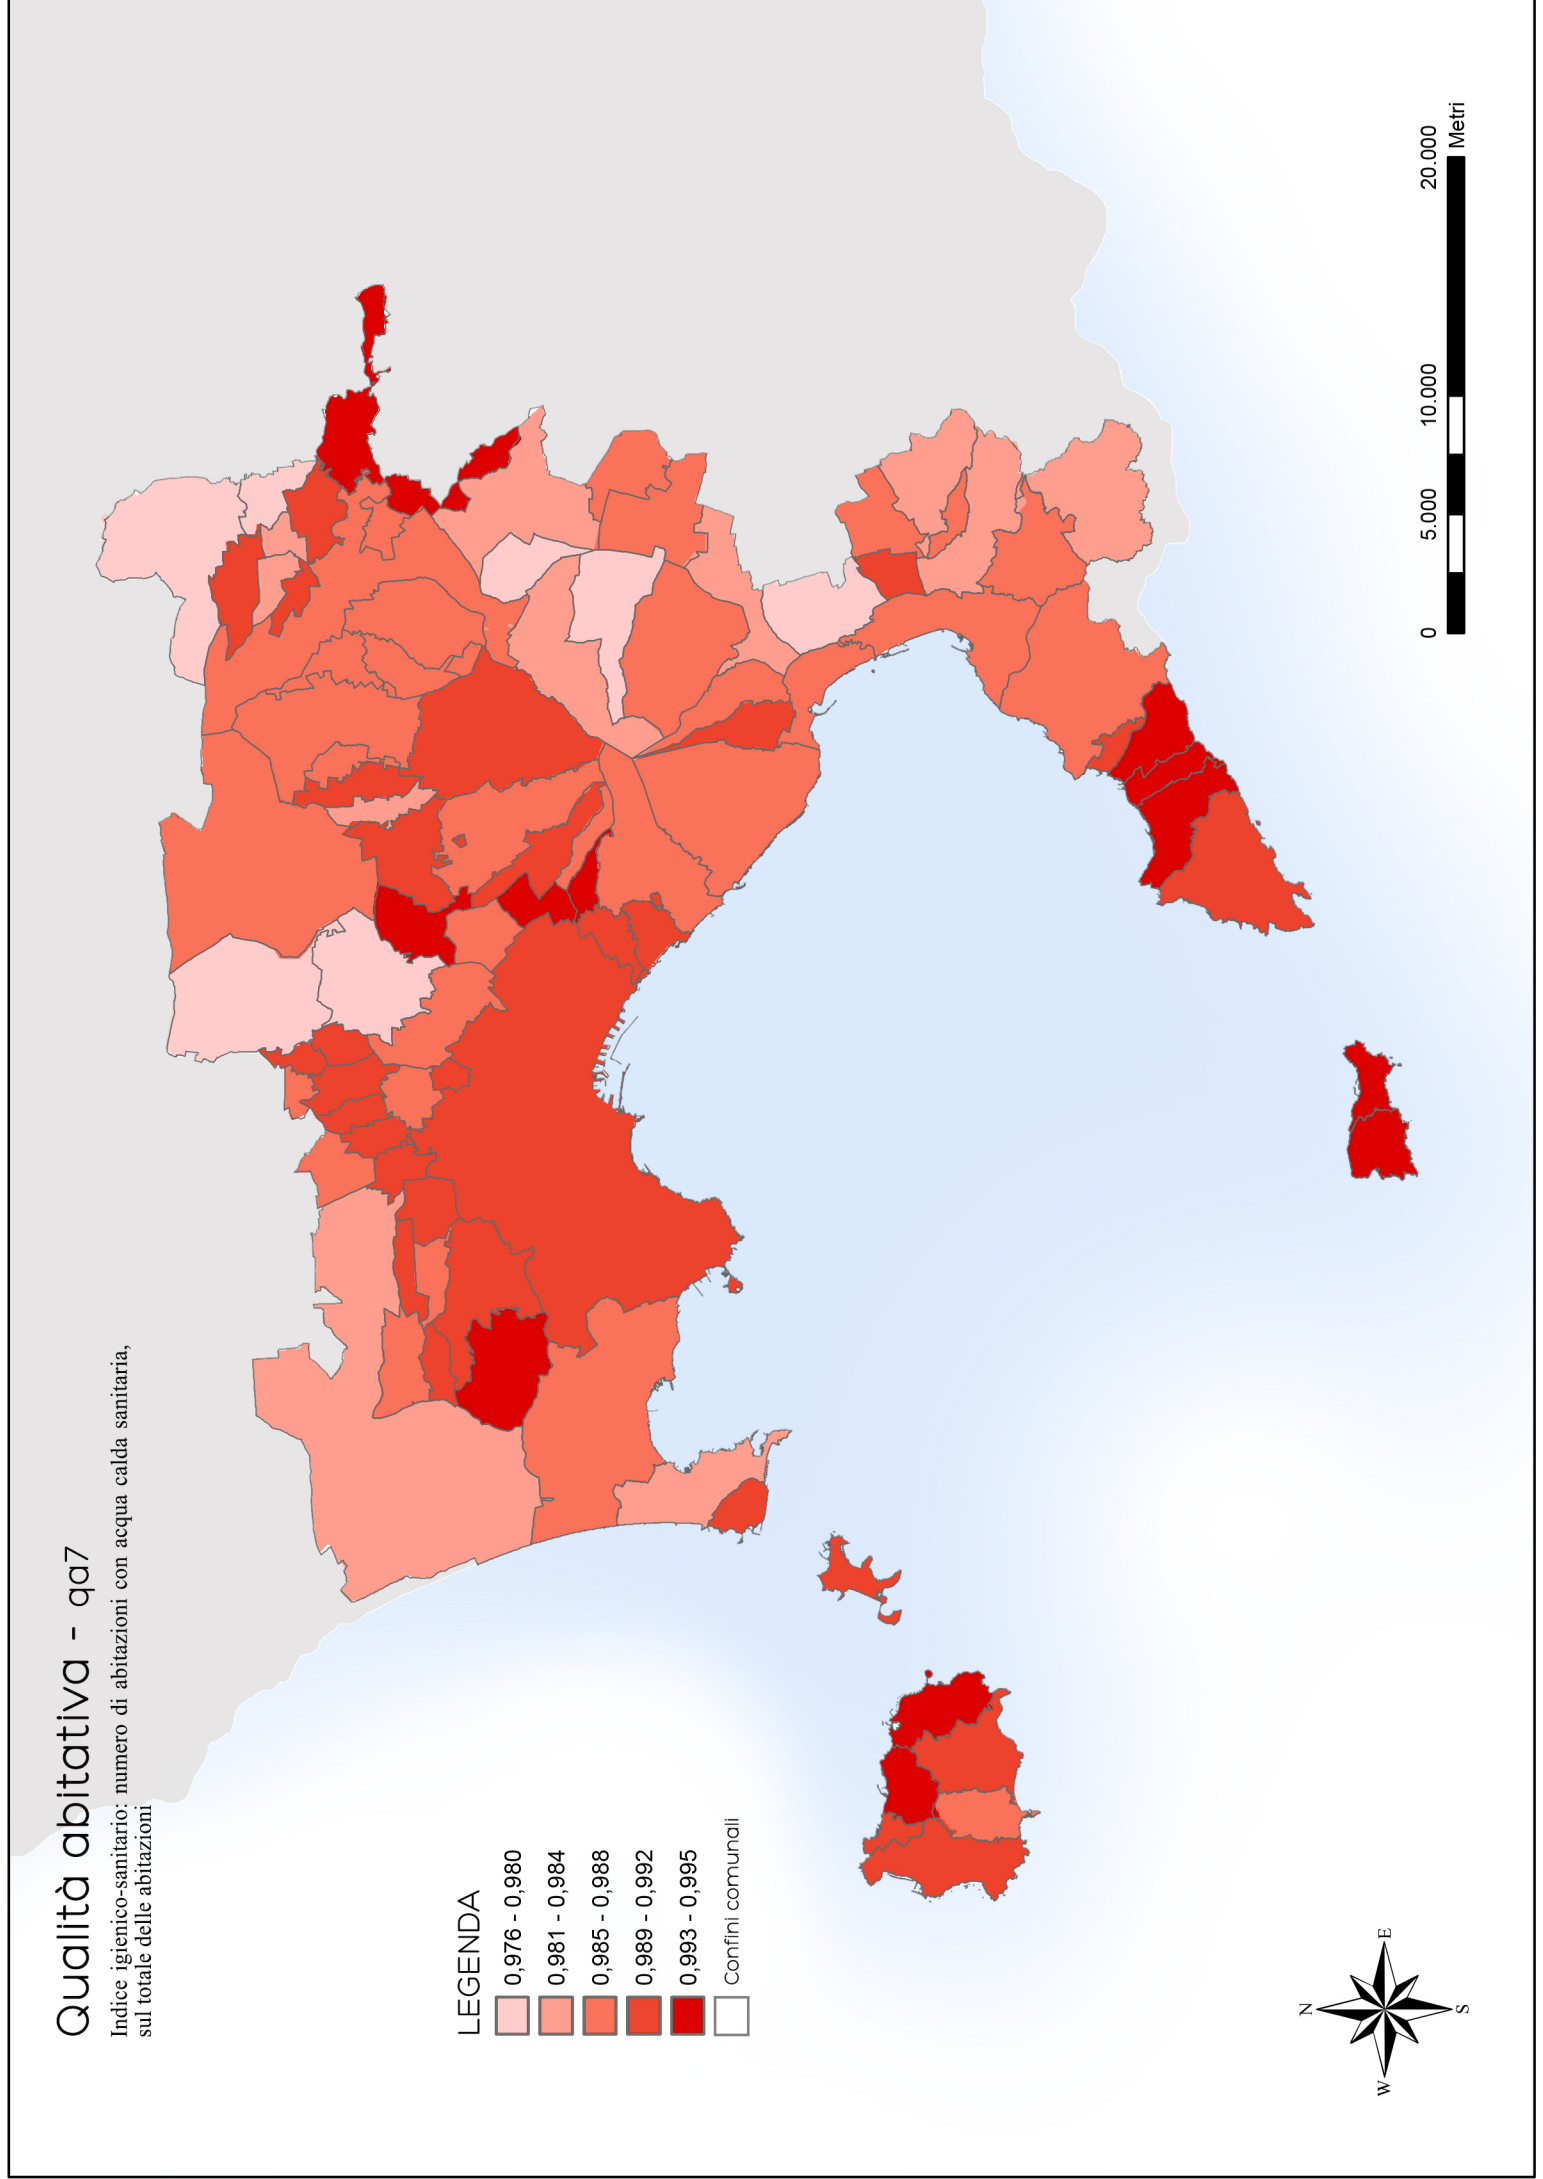 Qualità abitativa - qa7
Indice igienico-sanitario: numero di abitazioni con acqua calda sanitaria,
sul totale delle abitazioni
LEGENDA
0,976 - 0,980
0,981 - 0,984
0,985 - 0,988
0,989 - 0,992
0,993 - 0,995
Confini comunali
N
W
E
S
0
5.000
10.000
20.000
Metri